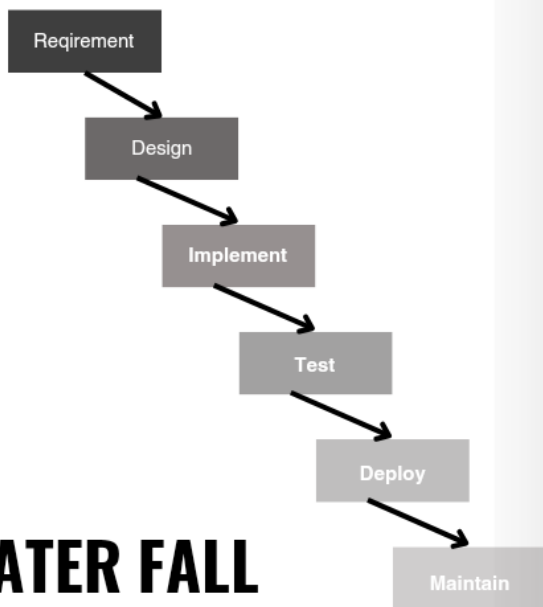 Reqirement
Design
Implement
Test
Deploy
ATER FALL
Maintain